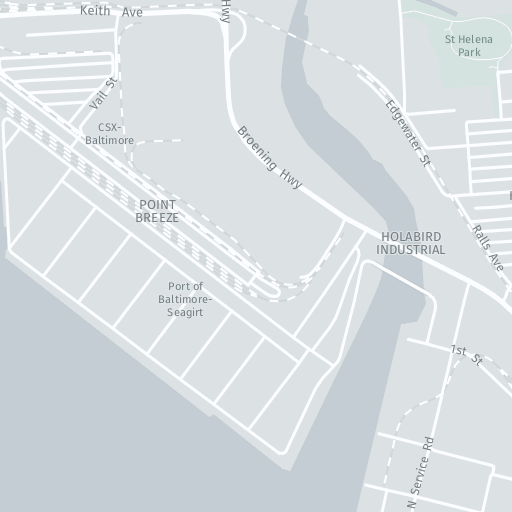 Keith Ave
Hwy
St Helena
Park
Vail St
CSX-
Baltimore
Edgewater St
Broening Hwy
POINT
BREEZE
HOLABIRD
INDUSTRIAL
Ralls Ave
Port of
Baltimore-
Seagirt
1st St
N Service Rd